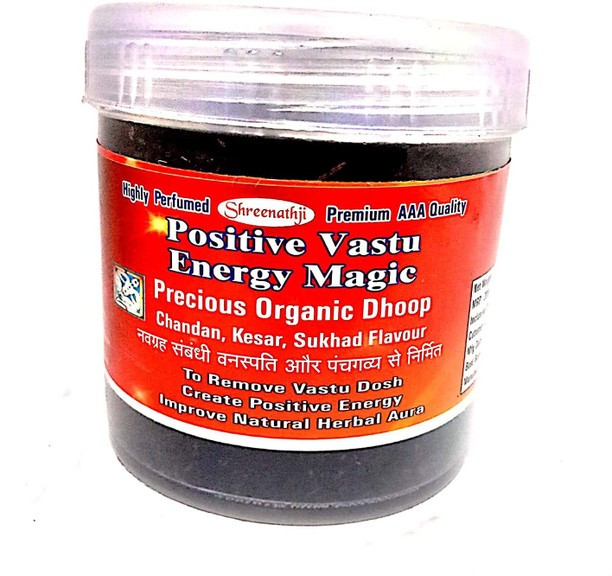 Highly Perfumed Shreenathji Premium AAA Quality
Positive Vastu
Energy Magic
Precious Organic Dhoop
Chandan, Kesar, Sukhad Flavour
नवग्रह संबंधी वनस्पति और पंचगव्य से निर्मित
To Remove Vastu Dosh
Create Positive Energy
Improve Natural Herbal Aura